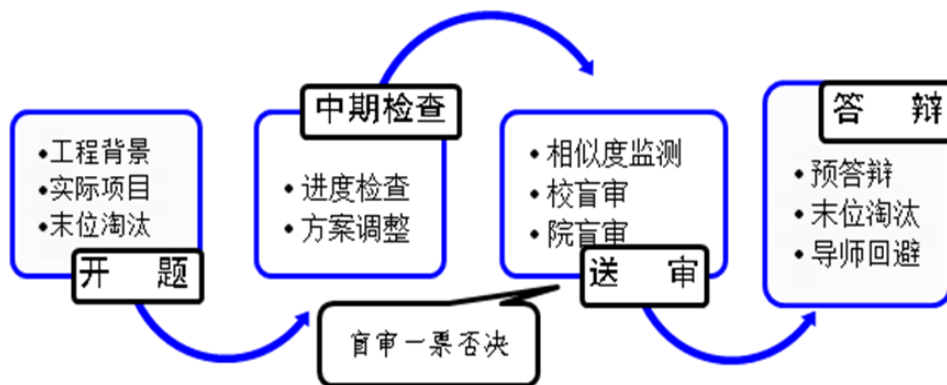 •工程背景
•实际项目
•末位淘汰
开 题
中期检查
•进度检查
•方案调整
•相似度监测
•校盲审
•院盲审
送 审
盲审一票否决
答 辩
•预答辩
•末位淘汰
•导师回避